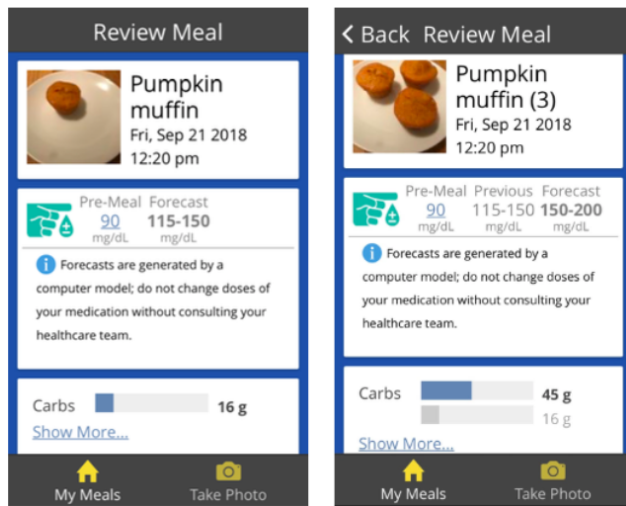 Review Meal
Pumpkin
muffin
Fri, Sep 21 2018
12:20 pm
Pre-Meal Forecast
90 115-150
mg/dL mg/dL
i Forecasts are generated by a
computer model; do not change doses of
your medication without consulting your
healthcare team.
Carbs 16 g
Show More...
My Meals Take Photo
Back Review Meal
Pumpkin
muffin (3)
Fri, Sep 21 2018
12:20 pm
Pre-Meal Previous Forecast
90 115-150 150-200
mg/dL mg/dL mg/dL
i Forecasts are generated by a
computer model; do not change doses of
your medication without consulting your
healthcare team.
Carbs 45 g
16 g
Show More...
My Meals Take Photo